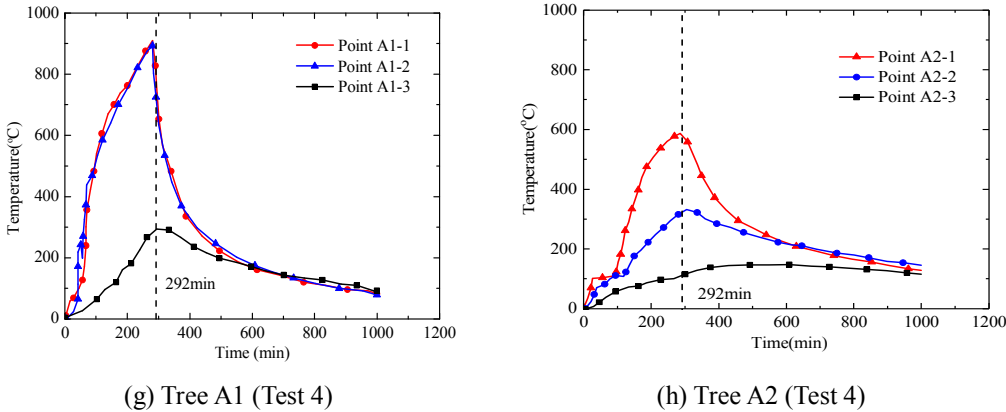 1000
800
600
400
200
0
Temperature(℃)
Point A1-1
Point A1-2
Point A1-3
292min
0 200 400 600 800 1000
Time (min)
(g) Tree A1 (Test 4)
1000
800
600
400
200
0
Temperature(°C)
Point A2-1
Point A2-2
Point A2-3
292min
0 200 400 600 800 1000 1200
Time(min)
(h) Tree A2 (Test 4)